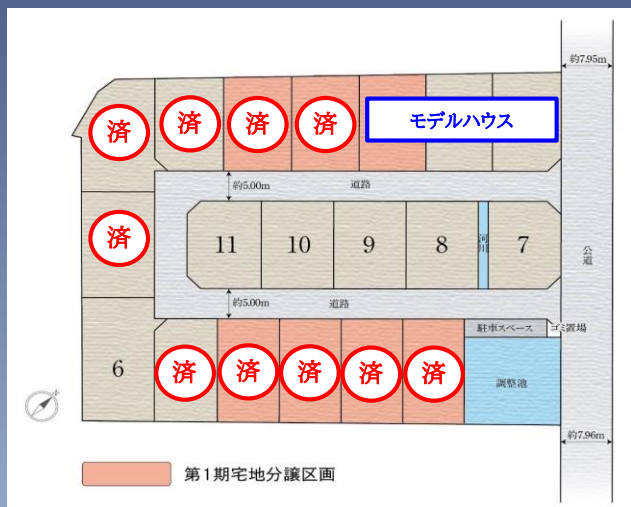 約7.95m
済
済
済
済
モデルハウス
約5.00m
道路
済
11
10
9
8
河川
7
公道
約5.00m
道路
駐車スペース
ゴミ置場
6
済
済
済
済
済
調整池
約7.96m
第1期宅地分譲区画